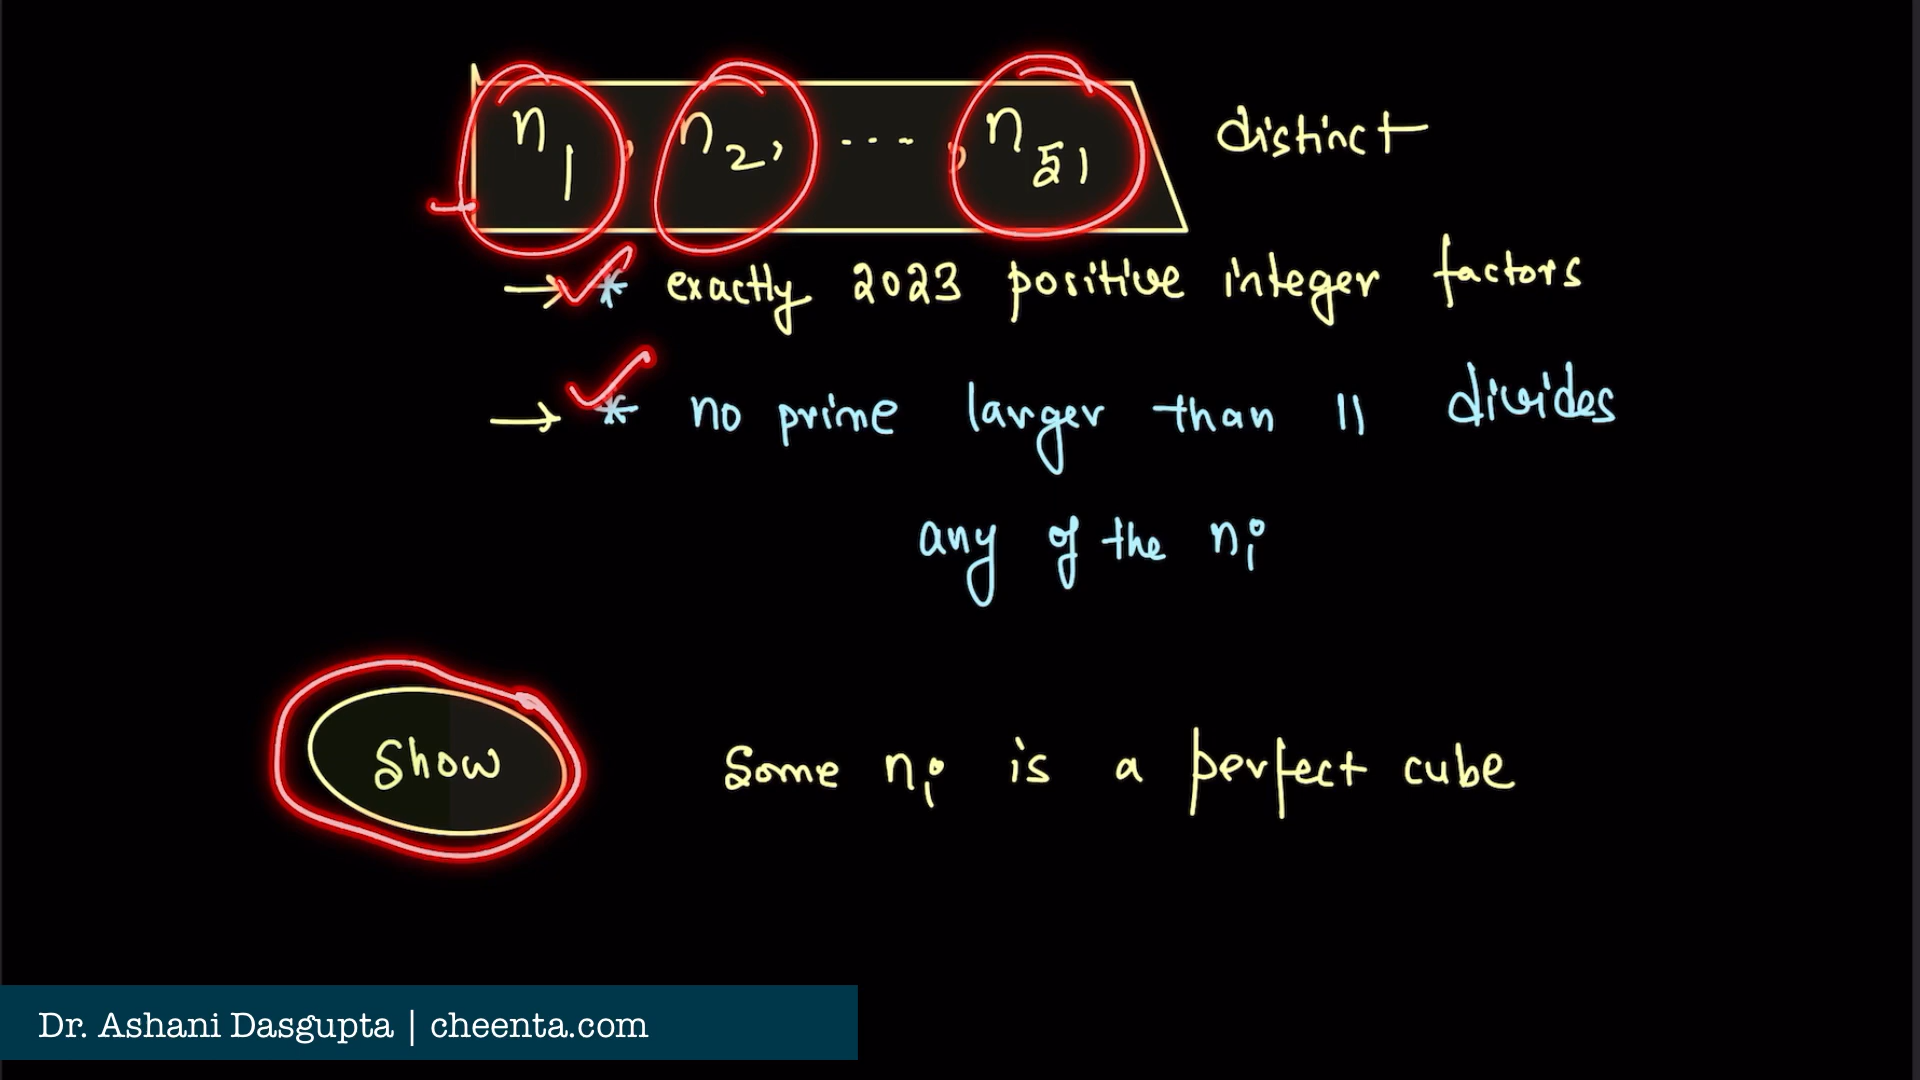 n₁, n₂, ... , n₅₁ distinct
→ * exactly 2023 positive integer factors
→ * no prime larger than 11 divides
any of the nᵢ
Show Some nᵢ is a perfect cube
Dr. Ashani Dasgupta | cheenta.com